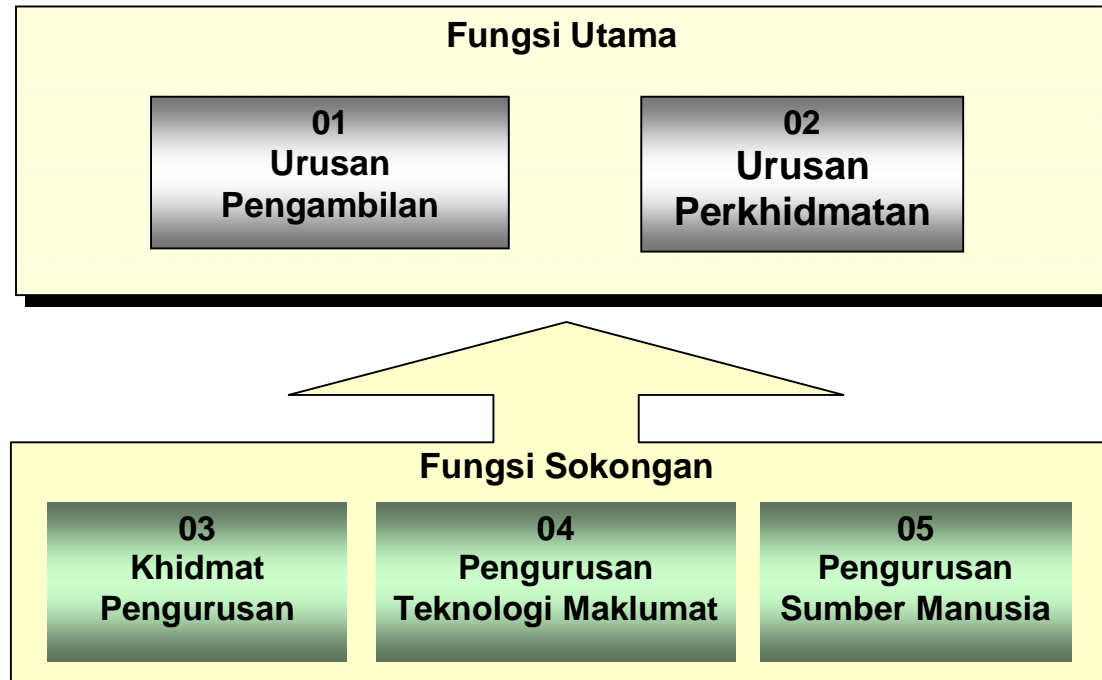 Fungsi Utama
01
Urusan
Pengambilan
02
Urusan
Perkhidmatan
Fungsi Sokongan
03
Khidmat
Pengurusan
04
Pengurusan
Teknologi Maklumat
05
Pengurusan
Sumber Manusia